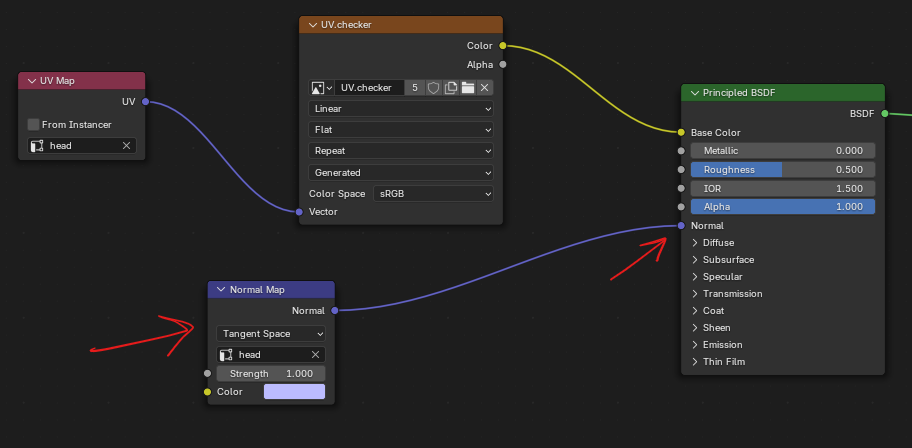 UV Map
UV
From Instancer
head
UV.checker
Color
Alpha
UV.checker 5
Linear
Flat
Repeat
Generated
Color Space sRGB
Vector
Normal Map
Normal
Tangent Space
head
Strength 1.000
Color
Principled BSDF
BSDF
Base Color
Metallic 0.000
Roughness 0.500
IOR 1.500
Alpha 1.000
Normal
Diffuse
Subsurface
Specular
Transmission
Coat
Sheen
Emission
Thin Film